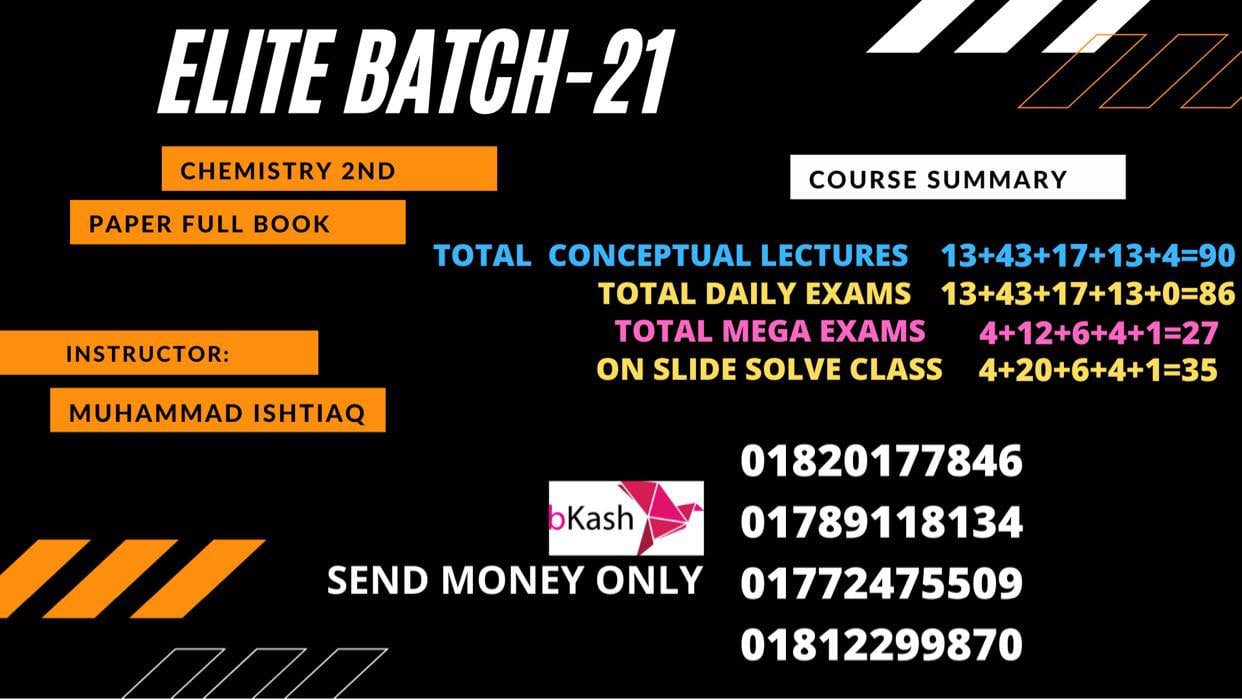 ELITE BATCH-21
CHEMISTRY 2ND
PAPER FULL BOOK
INSTRUCTOR:
MUHAMMAD ISHTIAQ
COURSE SUMMARY
TOTAL CONCEPTUAL LECTURES 13+43+17+13+4=90
TOTAL DAILY EXAMS 13+43+17+13+0=86
TOTAL MEGA EXAMS 4+12+6+4+1=27
ON SLIDE SOLVE CLASS 4+20+6+4+1=35
bKash
SEND MONEY ONLY
01820177846
01789118134
01772475509
01812299870